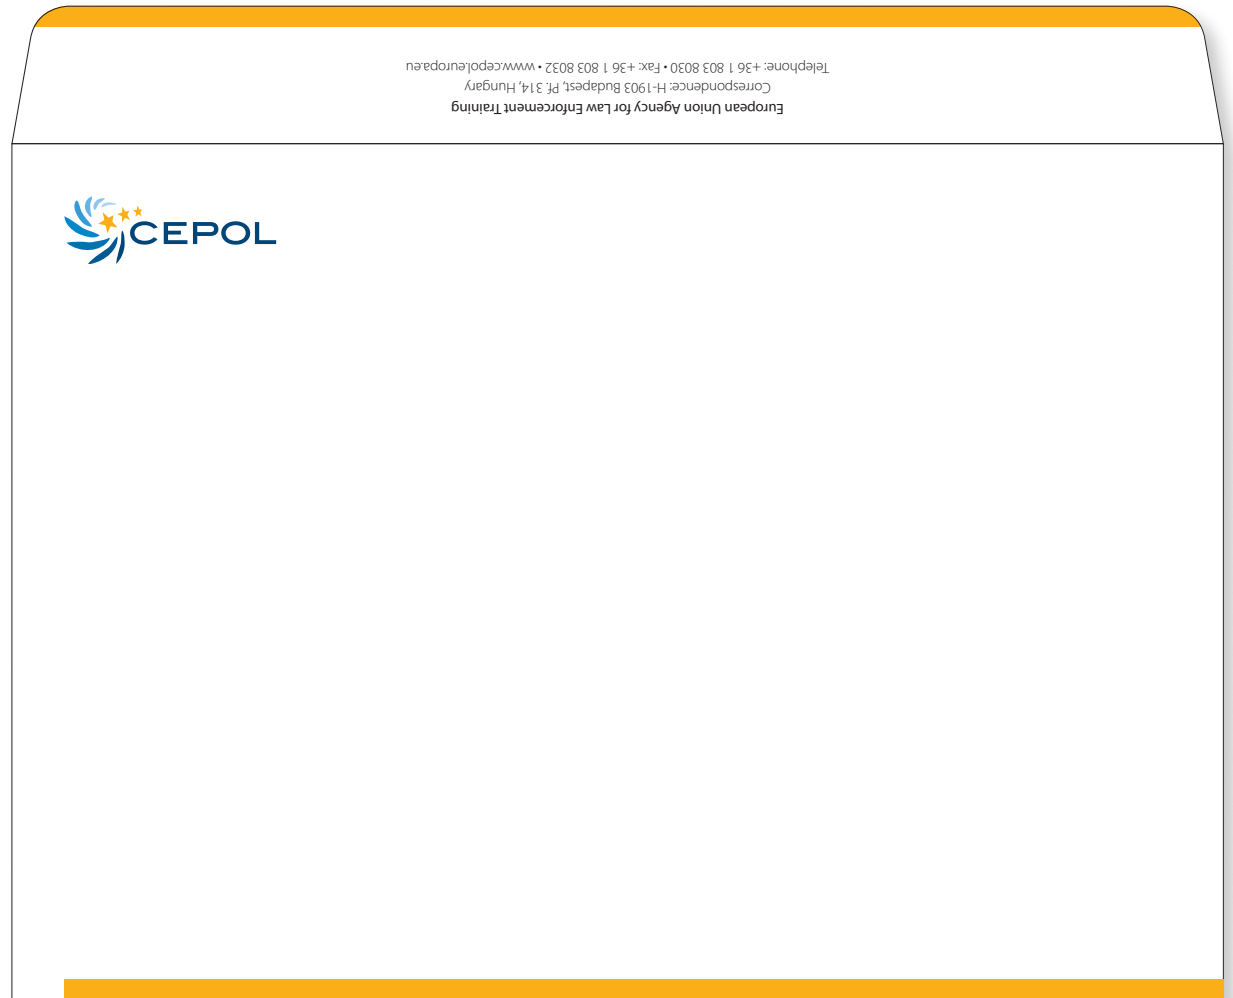 European Union Agency for Law Enforcement Training
Correspondence: H-1903 Budapest, Pf. 314, Hungary
Telephone: +36 1 803 8030 • Fax: +36 1 803 8032 • www.cepol.europa.eu
CEPOL